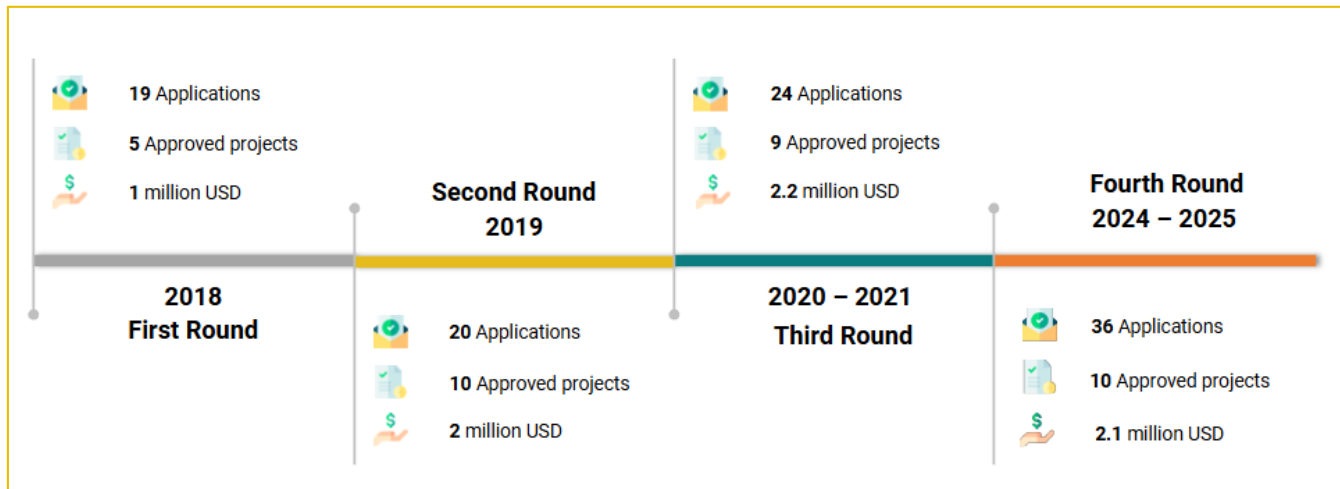 19 Applications
5 Approved projects
1 million USD
2018
First Round
Second Round
2019
20 Applications
10 Approved projects
2 million USD
24 Applications
9 Approved projects
2.2 million USD
2020 – 2021
Third Round
Fourth Round
2024 – 2025
36 Applications
10 Approved projects
2.1 million USD